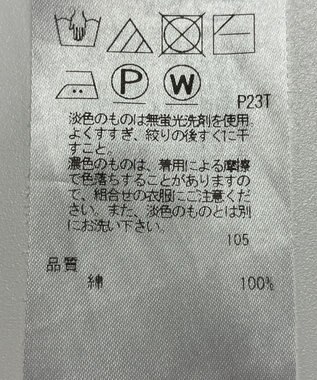 P W P23T
淡色のものは無蛍光洗剤を使用
よくすすぎ、絞りの後すぐに干
すこと。
濃色のものは、着用による摩擦
で色落ちすることがありますの
で、組合せの衣服にご注意くだ
さい。また、淡色のものとは別
にお洗い下さい。
105
品質
綿 100%